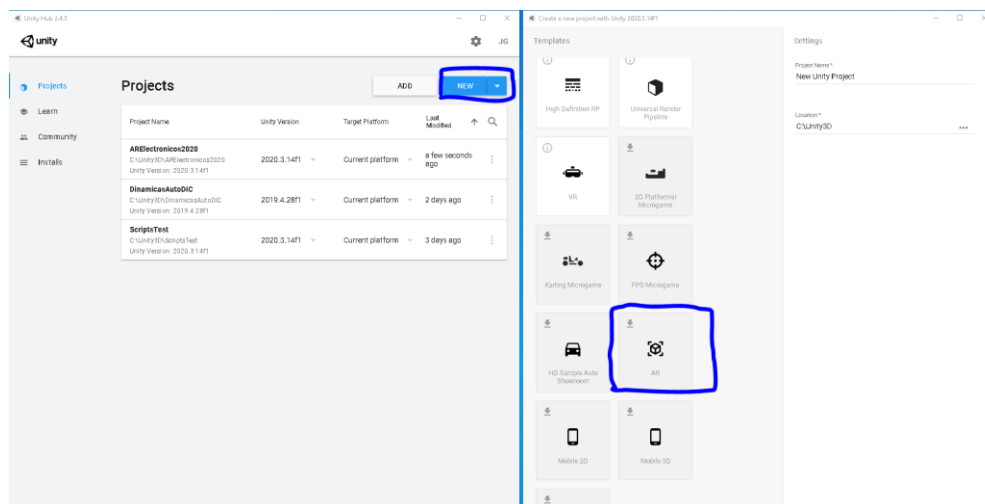 Unity Hub 2.4.5
unity
JG
Projects
Learn
Community
Installs
Projects
ADD
NEW
Project Name
Unity Version
Target Platform
Last Modified
ARElectronicos2020
C:\Unity3D\ARElectronicos2020
Unity Version: 2020.3.14f1
2020.3.14f1
Current platform
a few seconds ago
DinamicasAutoDIC
C:\Unity3D\DinamicasAutoDIC
Unity Version: 2019.4.28f1
2019.4.28f1
Current platform
2 days ago
ScriptsTest
C:\Unity3D\ScriptsTest
Unity Version: 2020.3.14f1
2020.3.14f1
Current platform
3 days ago
Create a new project with Unity 2020.3.14f1
Templates
High Definition RP
Universal Render
Pipeline
VR
2D Platformer
Microgame
Karting Microgame
FPS Microgame
HD Sample Auto
Showroom
AR
Mobile 2D
Mobile 3D
Settings
Project Name*
New Unity Project
Location*
C:\Unity3D